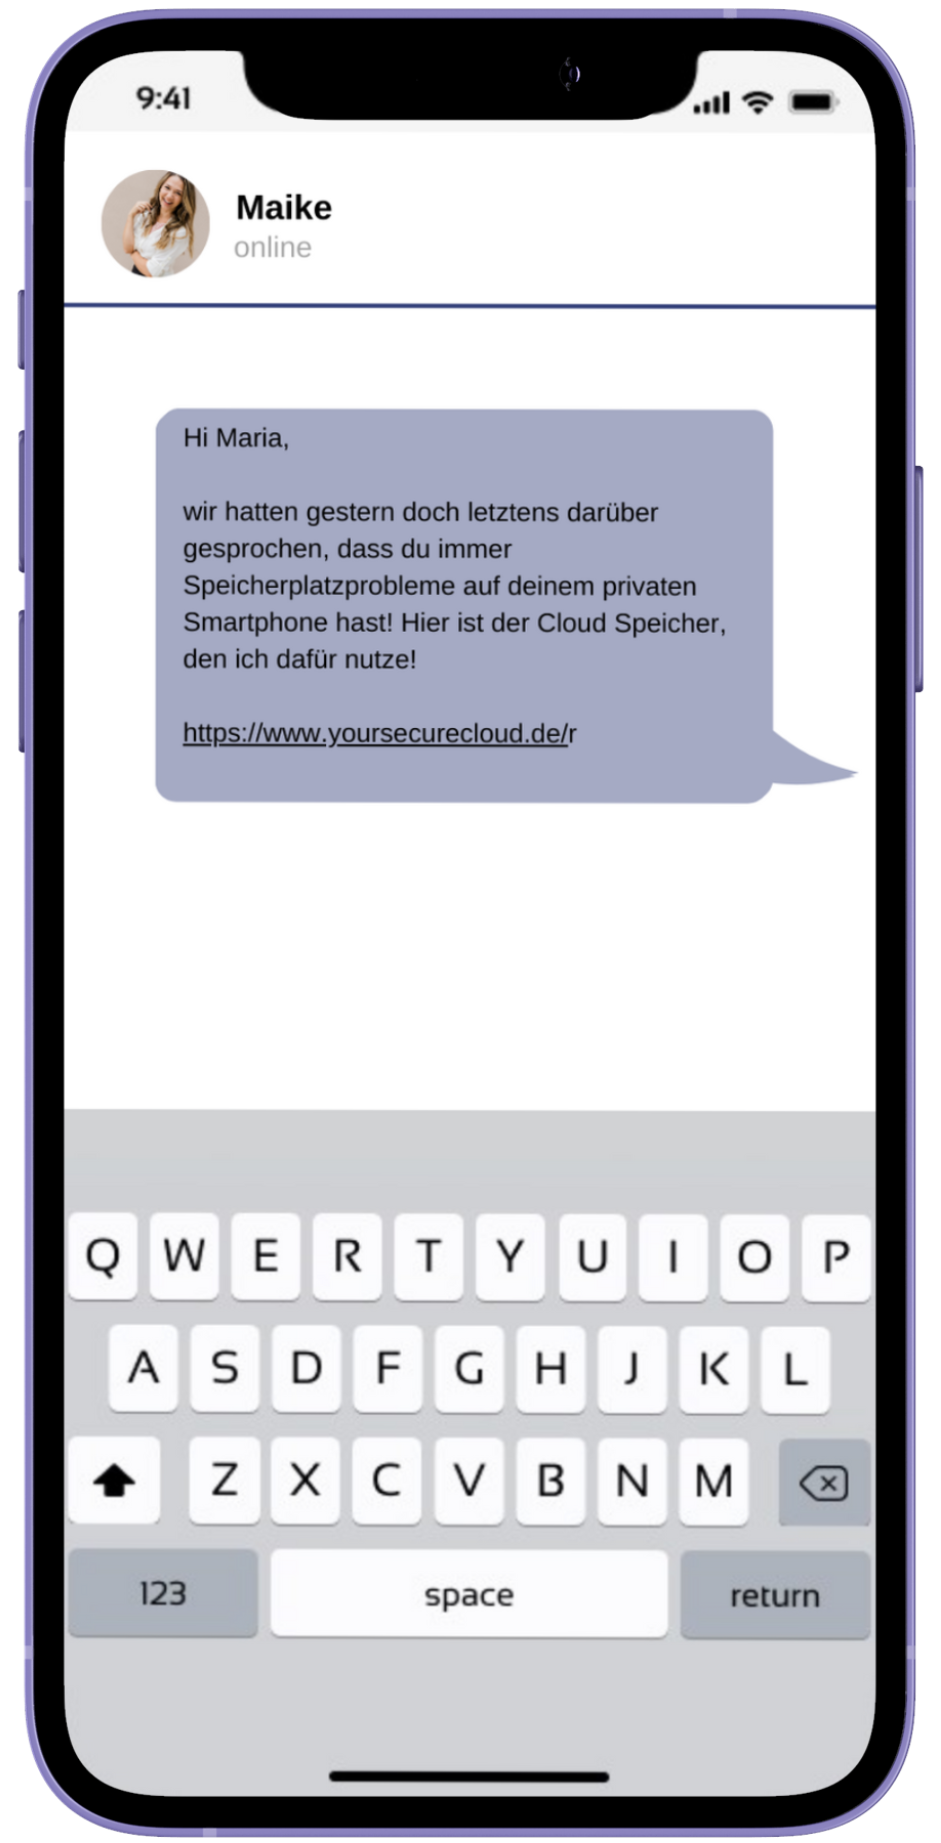 9:41
Maike
online
Hi Maria,
wir hatten gestern doch letztens darüber
gesprochen, dass du immer
Speicherplatzprobleme auf deinem privaten
Smartphone hast! Hier ist der Cloud Speicher,
den ich dafür nutze!
https://www.yoursecurecloud.de/r
Q W E R T Y U I O P
A S D F G H J K L
Z X C V B N M
123 space return